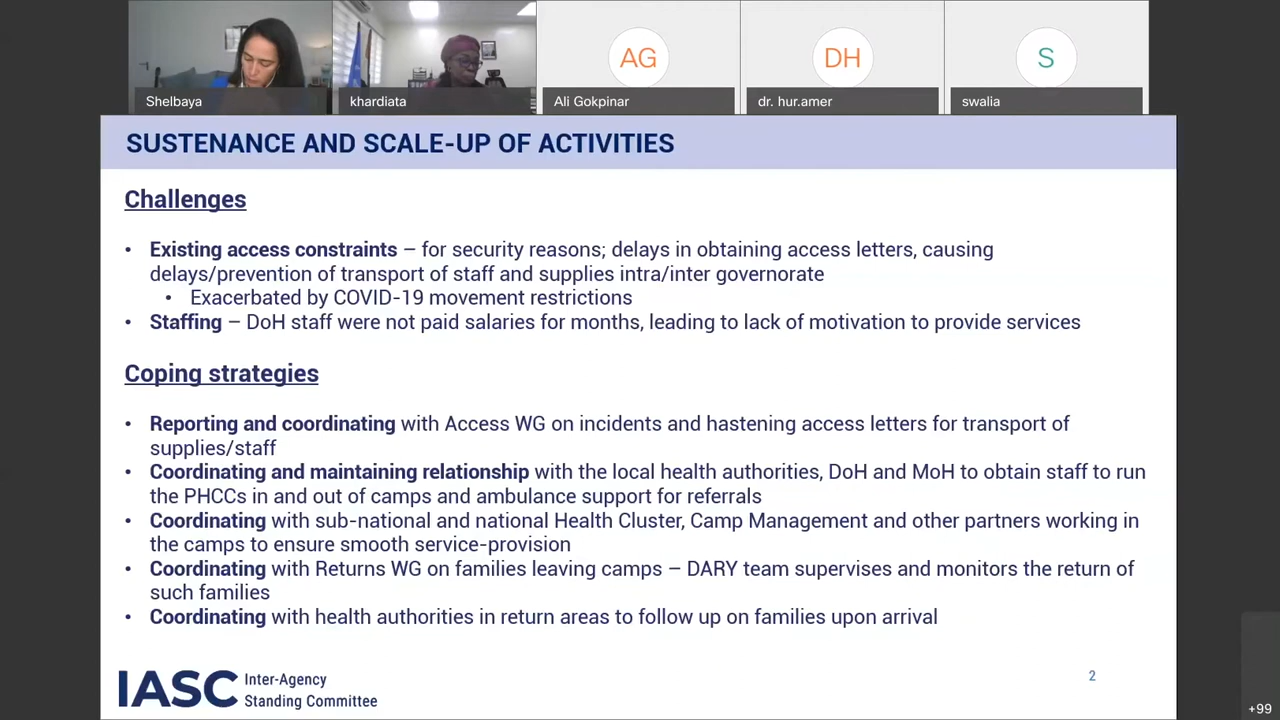 AG
DH
S
Shelbaya
khardiata
Ali Gokpinar
dr. hur.amer
swalia
SUSTENANCE AND SCALE-UP OF ACTIVITIES
Challenges
• Existing access constraints – for security reasons; delays in obtaining access letters, causing
delays/prevention of transport of staff and supplies intra/inter governorate
• Exacerbated by COVID-19 movement restrictions
• Staffing – DoH staff were not paid salaries for months, leading to lack of motivation to provide services
Coping strategies
• Reporting and coordinating with Access WG on incidents and hastening access letters for transport of
supplies/staff
• Coordinating and maintaining relationship with the local health authorities, DoH and MoH to obtain staff to run
the PHCCs in and out of camps and ambulance support for referrals
• Coordinating with sub-national and national Health Cluster, Camp Management and other partners working in
the camps to ensure smooth service-provision
• Coordinating with Returns WG on families leaving camps – DARY team supervises and monitors the return of
such families
• Coordinating with health authorities in return areas to follow up on families upon arrival
IASC Inter-Agency
Standing Committee
2
+99